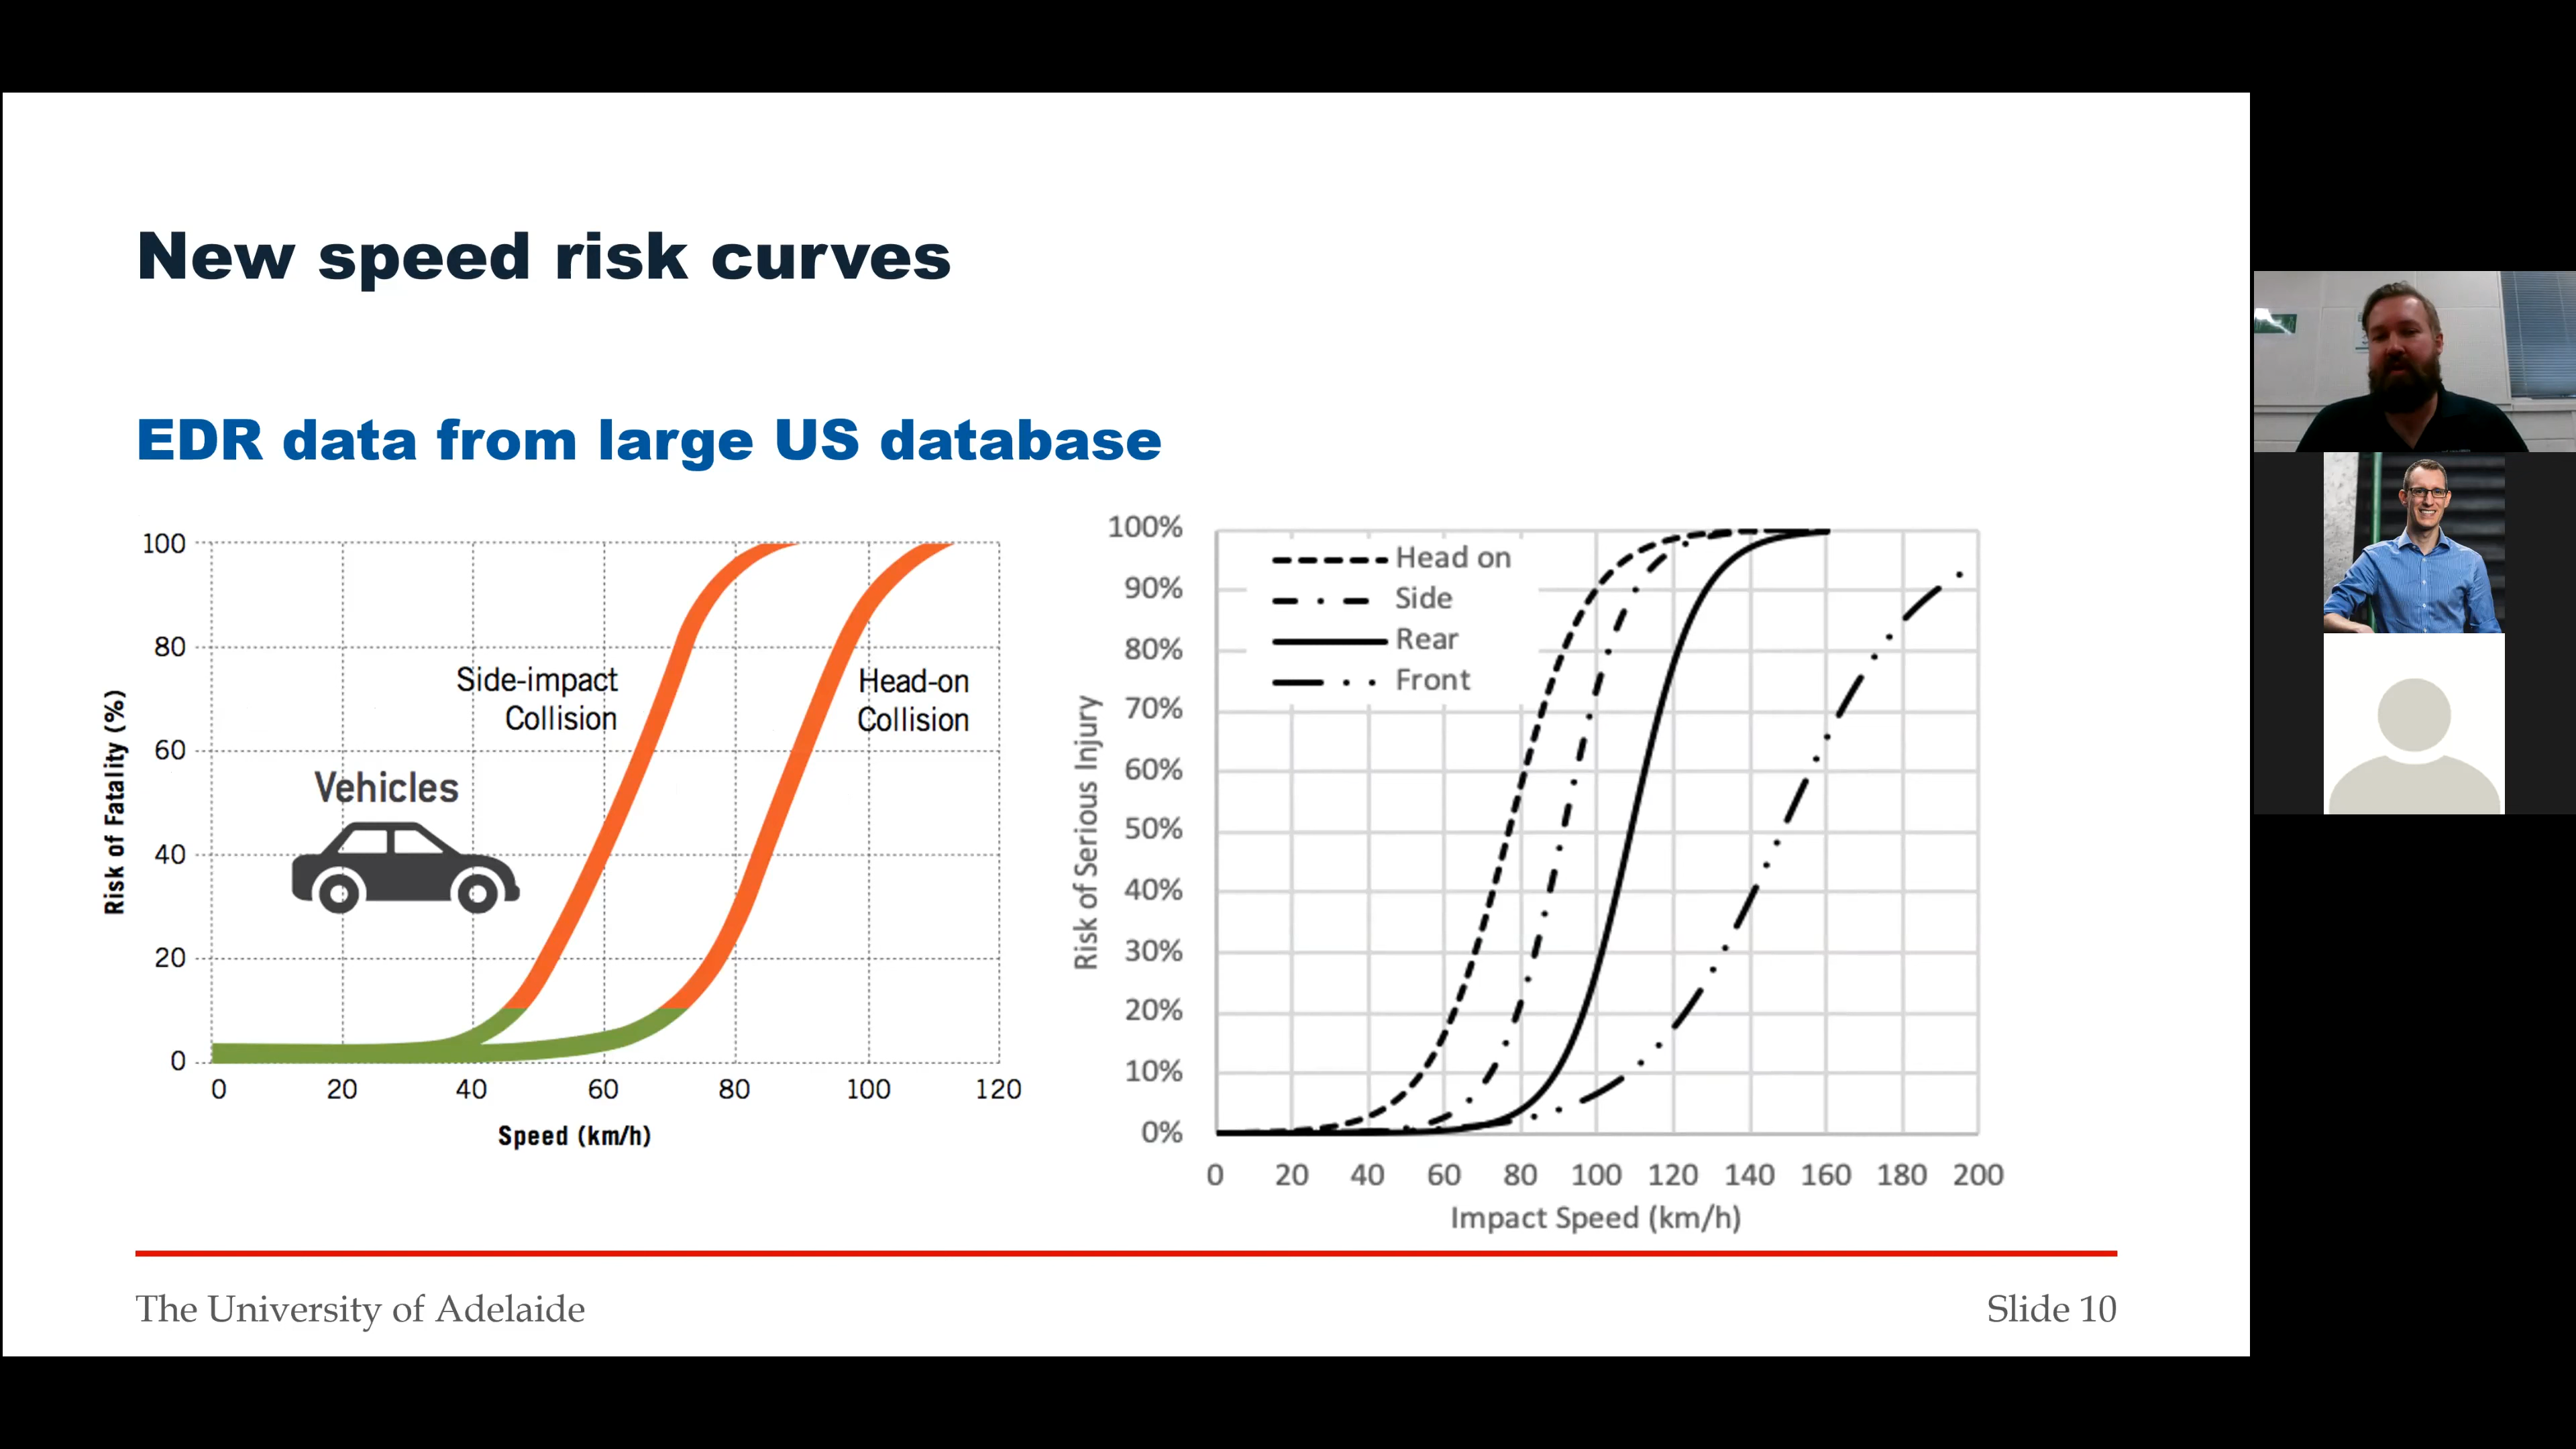 New speed risk curves
EDR data from large US database
Risk of Fatality (%)
100
80
60
40
20
0
Side-impact
Collision
Head-on
Collision
Vehicles
0 20 40 60 80 100 120
Speed (km/h)
Risk of Serious Injury
100%
90%
80%
70%
60%
50%
40%
30%
20%
10%
0%
Head on
Side
Rear
Front
0 20 40 60 80 100 120 140 160 180 200
Impact Speed (km/h)
The University of Adelaide
Slide 10